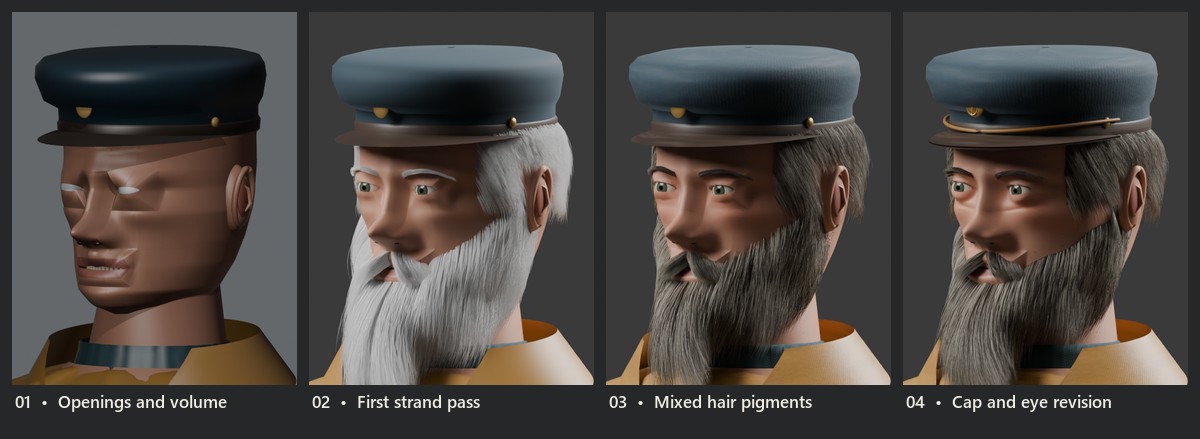 01 • Openings and volume
02 • First strand pass
03 • Mixed hair pigments
04 • Cap and eye revision